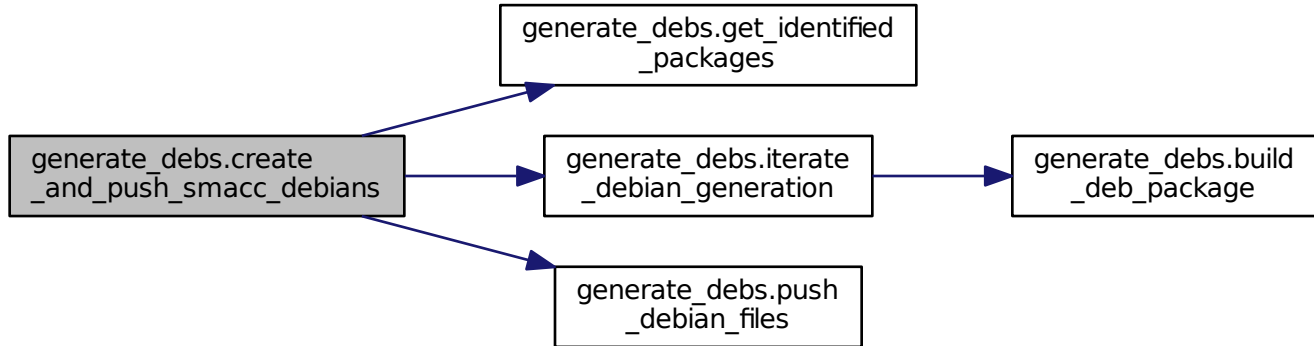 generate_debs.create
_and_push_smacc_debians
generate_debs.get_identified
_packages
generate_debs.iterate
_debian_generation
generate_debs.build
_deb_package
generate_debs.push
_debian_files